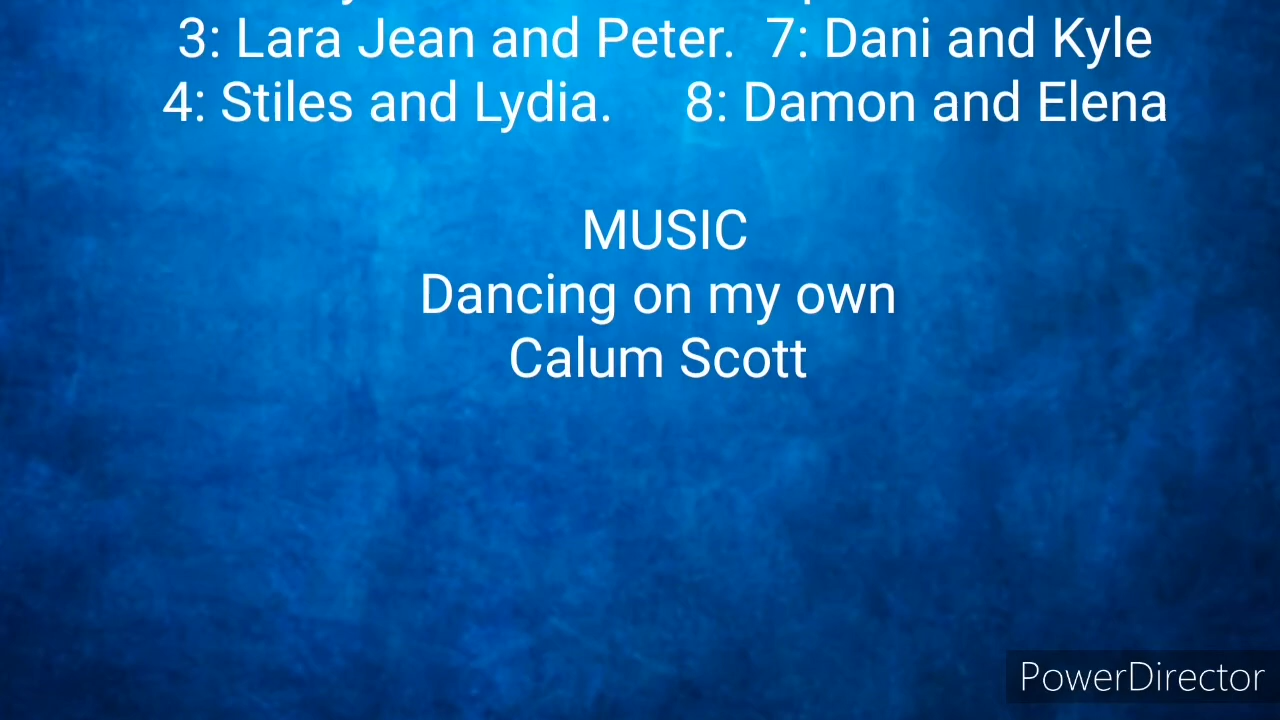 3: Lara Jean and Peter. 7: Dani and Kyle
4: Stiles and Lydia. 8: Damon and Elena
MUSIC
Dancing on my own
Calum Scott
PowerDirector